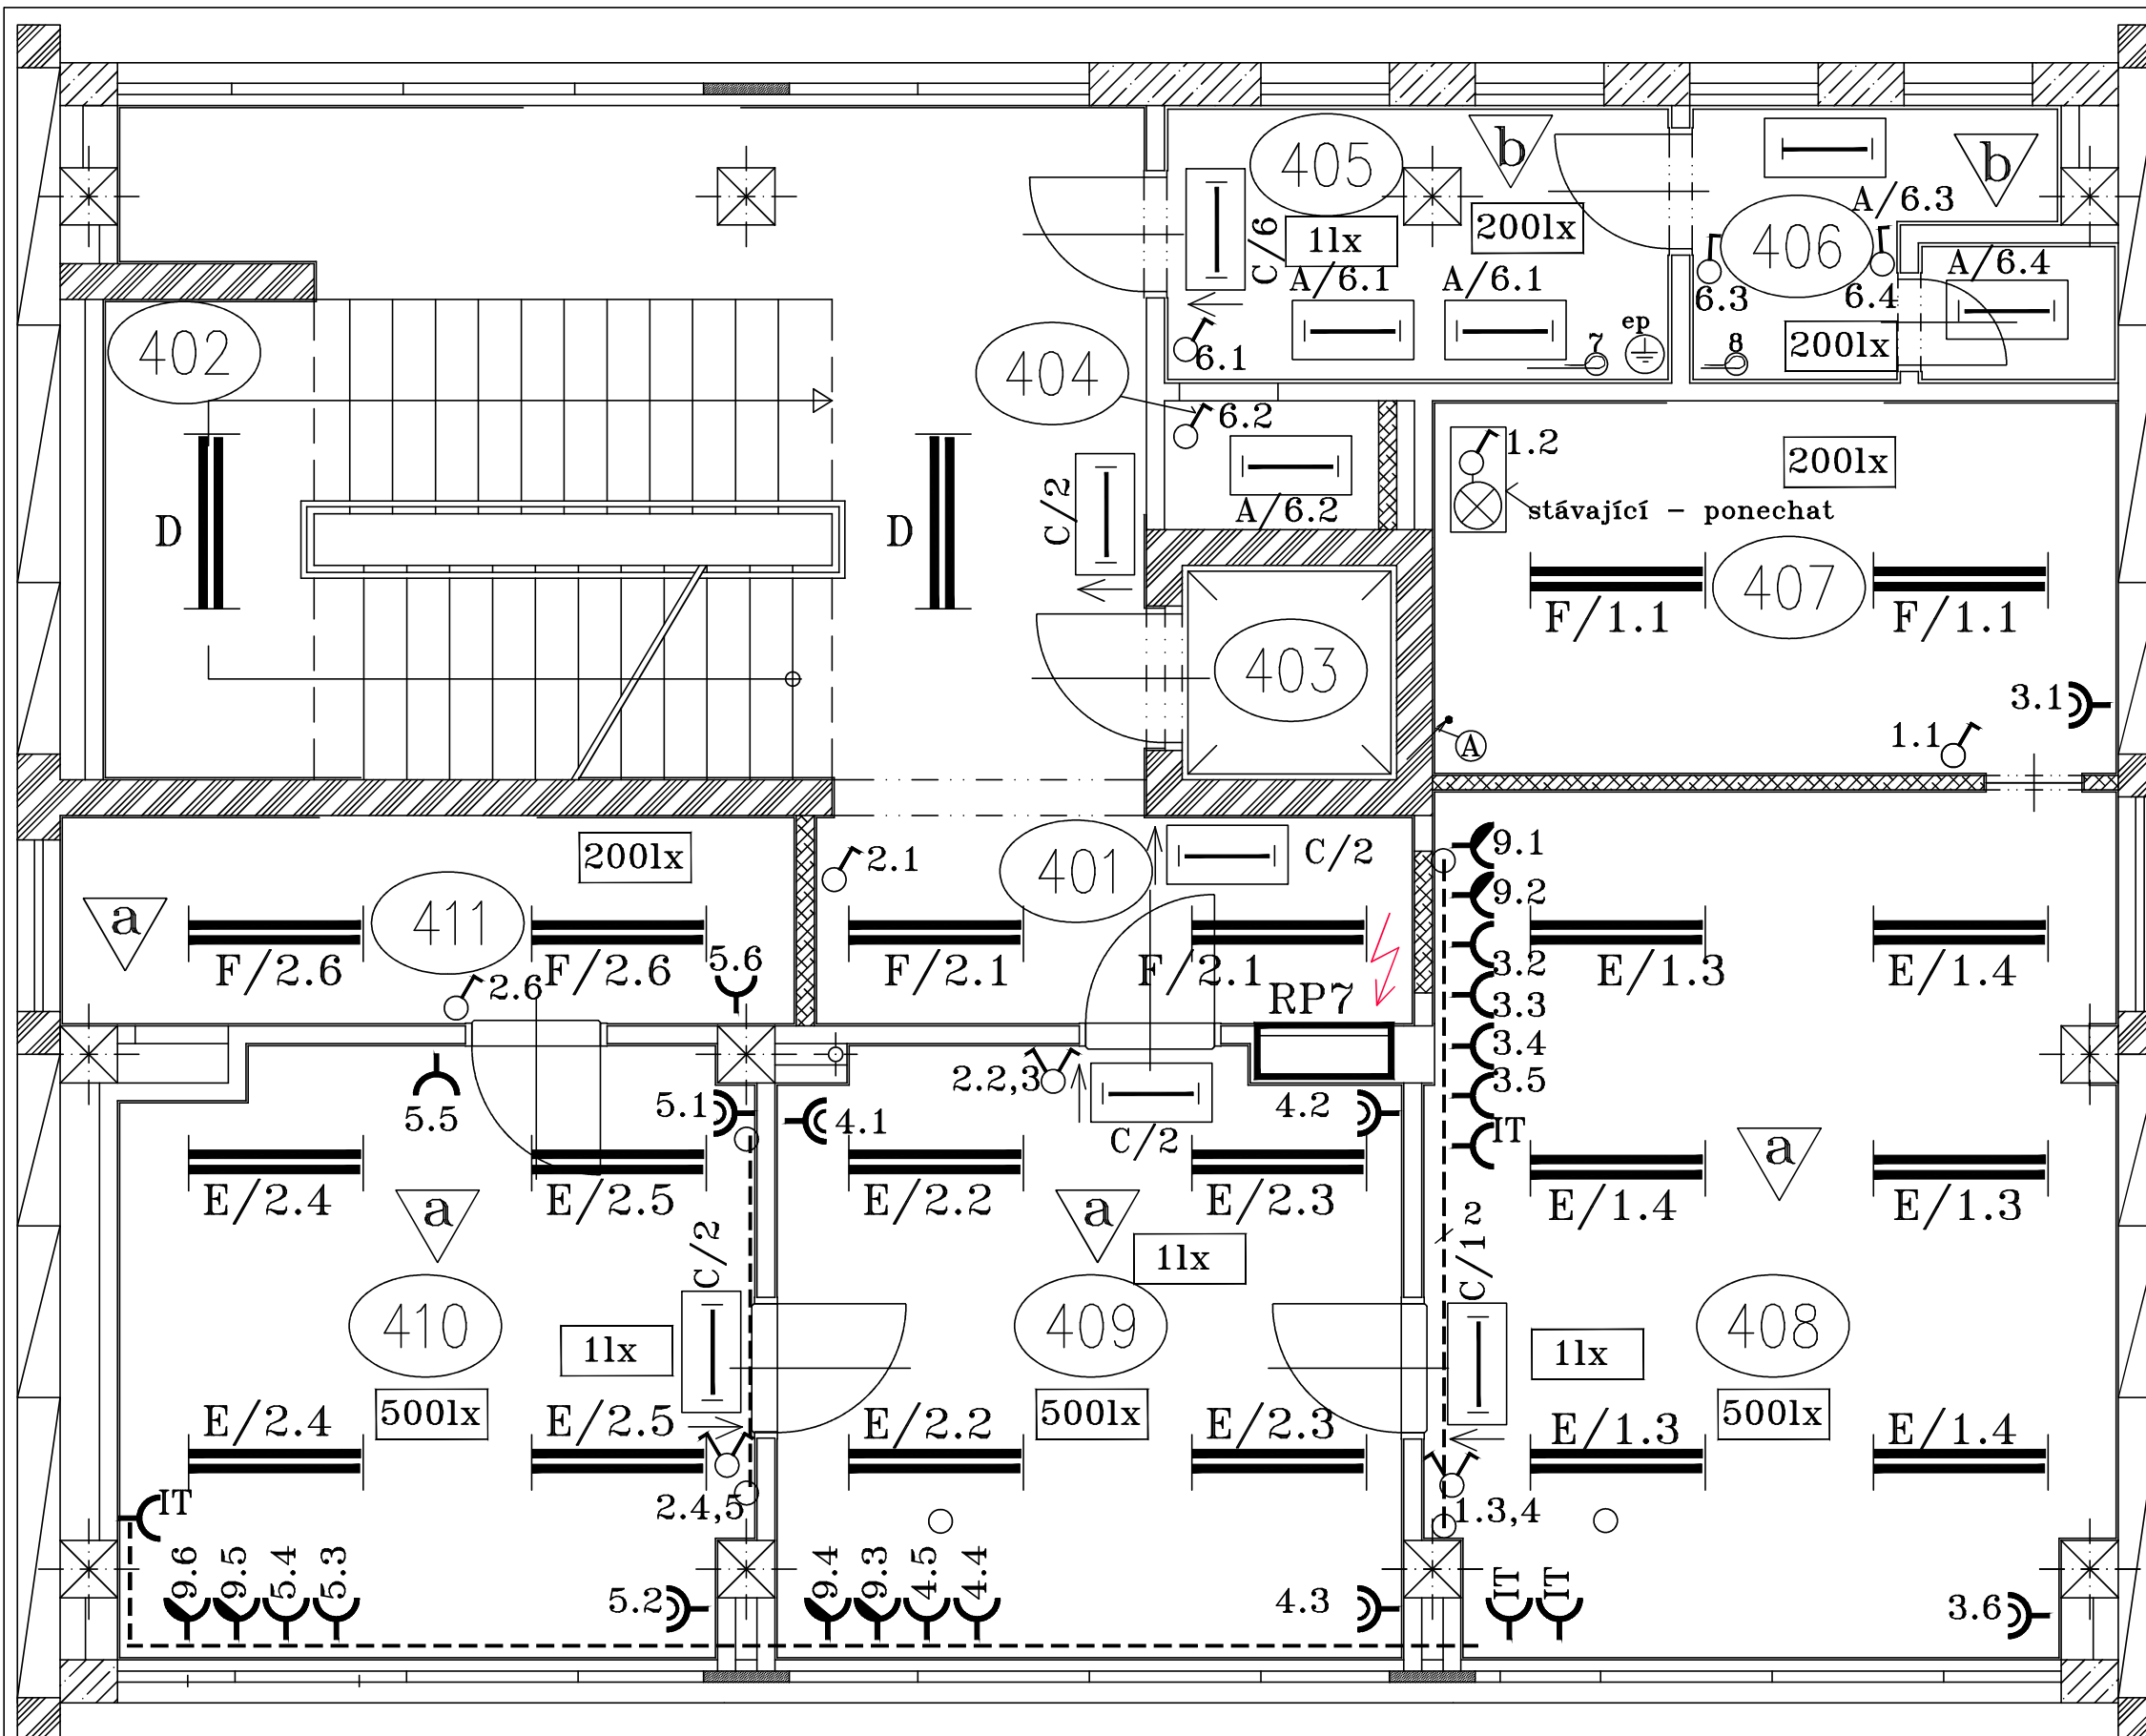 405
b
b
A/6.3
C/6
1lx
200lx
406
A/6.1
A/6.1
A/6.4
6.3
6.4
402
ep
7
8
200lx
6.1
404
6.2
1.2
200lx
D
D
C/2
A/6.2
stávající – ponechat
407
F/1.1
F/1.1
403
3.1
A
1.1
200lx
2.1
401
C/2
9.1
a
411
9.2
F/2.6
F/2.6
5.6
F/2.1
F/2.1
3.2
E/1.3
E/1.4
2.6
RP7
3.3
3.4
2.2,3
3.5
5.5
5.1
4.1
4.2
IT
C/2
a
E/2.4
E/2.5
E/2.2
E/2.3
E/1.4
E/1.3
a
a
C/2
1lx
C/1
2
410
409
408
1lx
1lx
500lx
500lx
500lx
E/2.4
E/2.5
E/2.2
E/2.3
E/1.3
E/1.4
IT
2.4,5
1.3,4
9.6
9.5
5.4
5.3
5.2
9.4
9.3
4.5
4.4
4.3
IT
IT
3.6